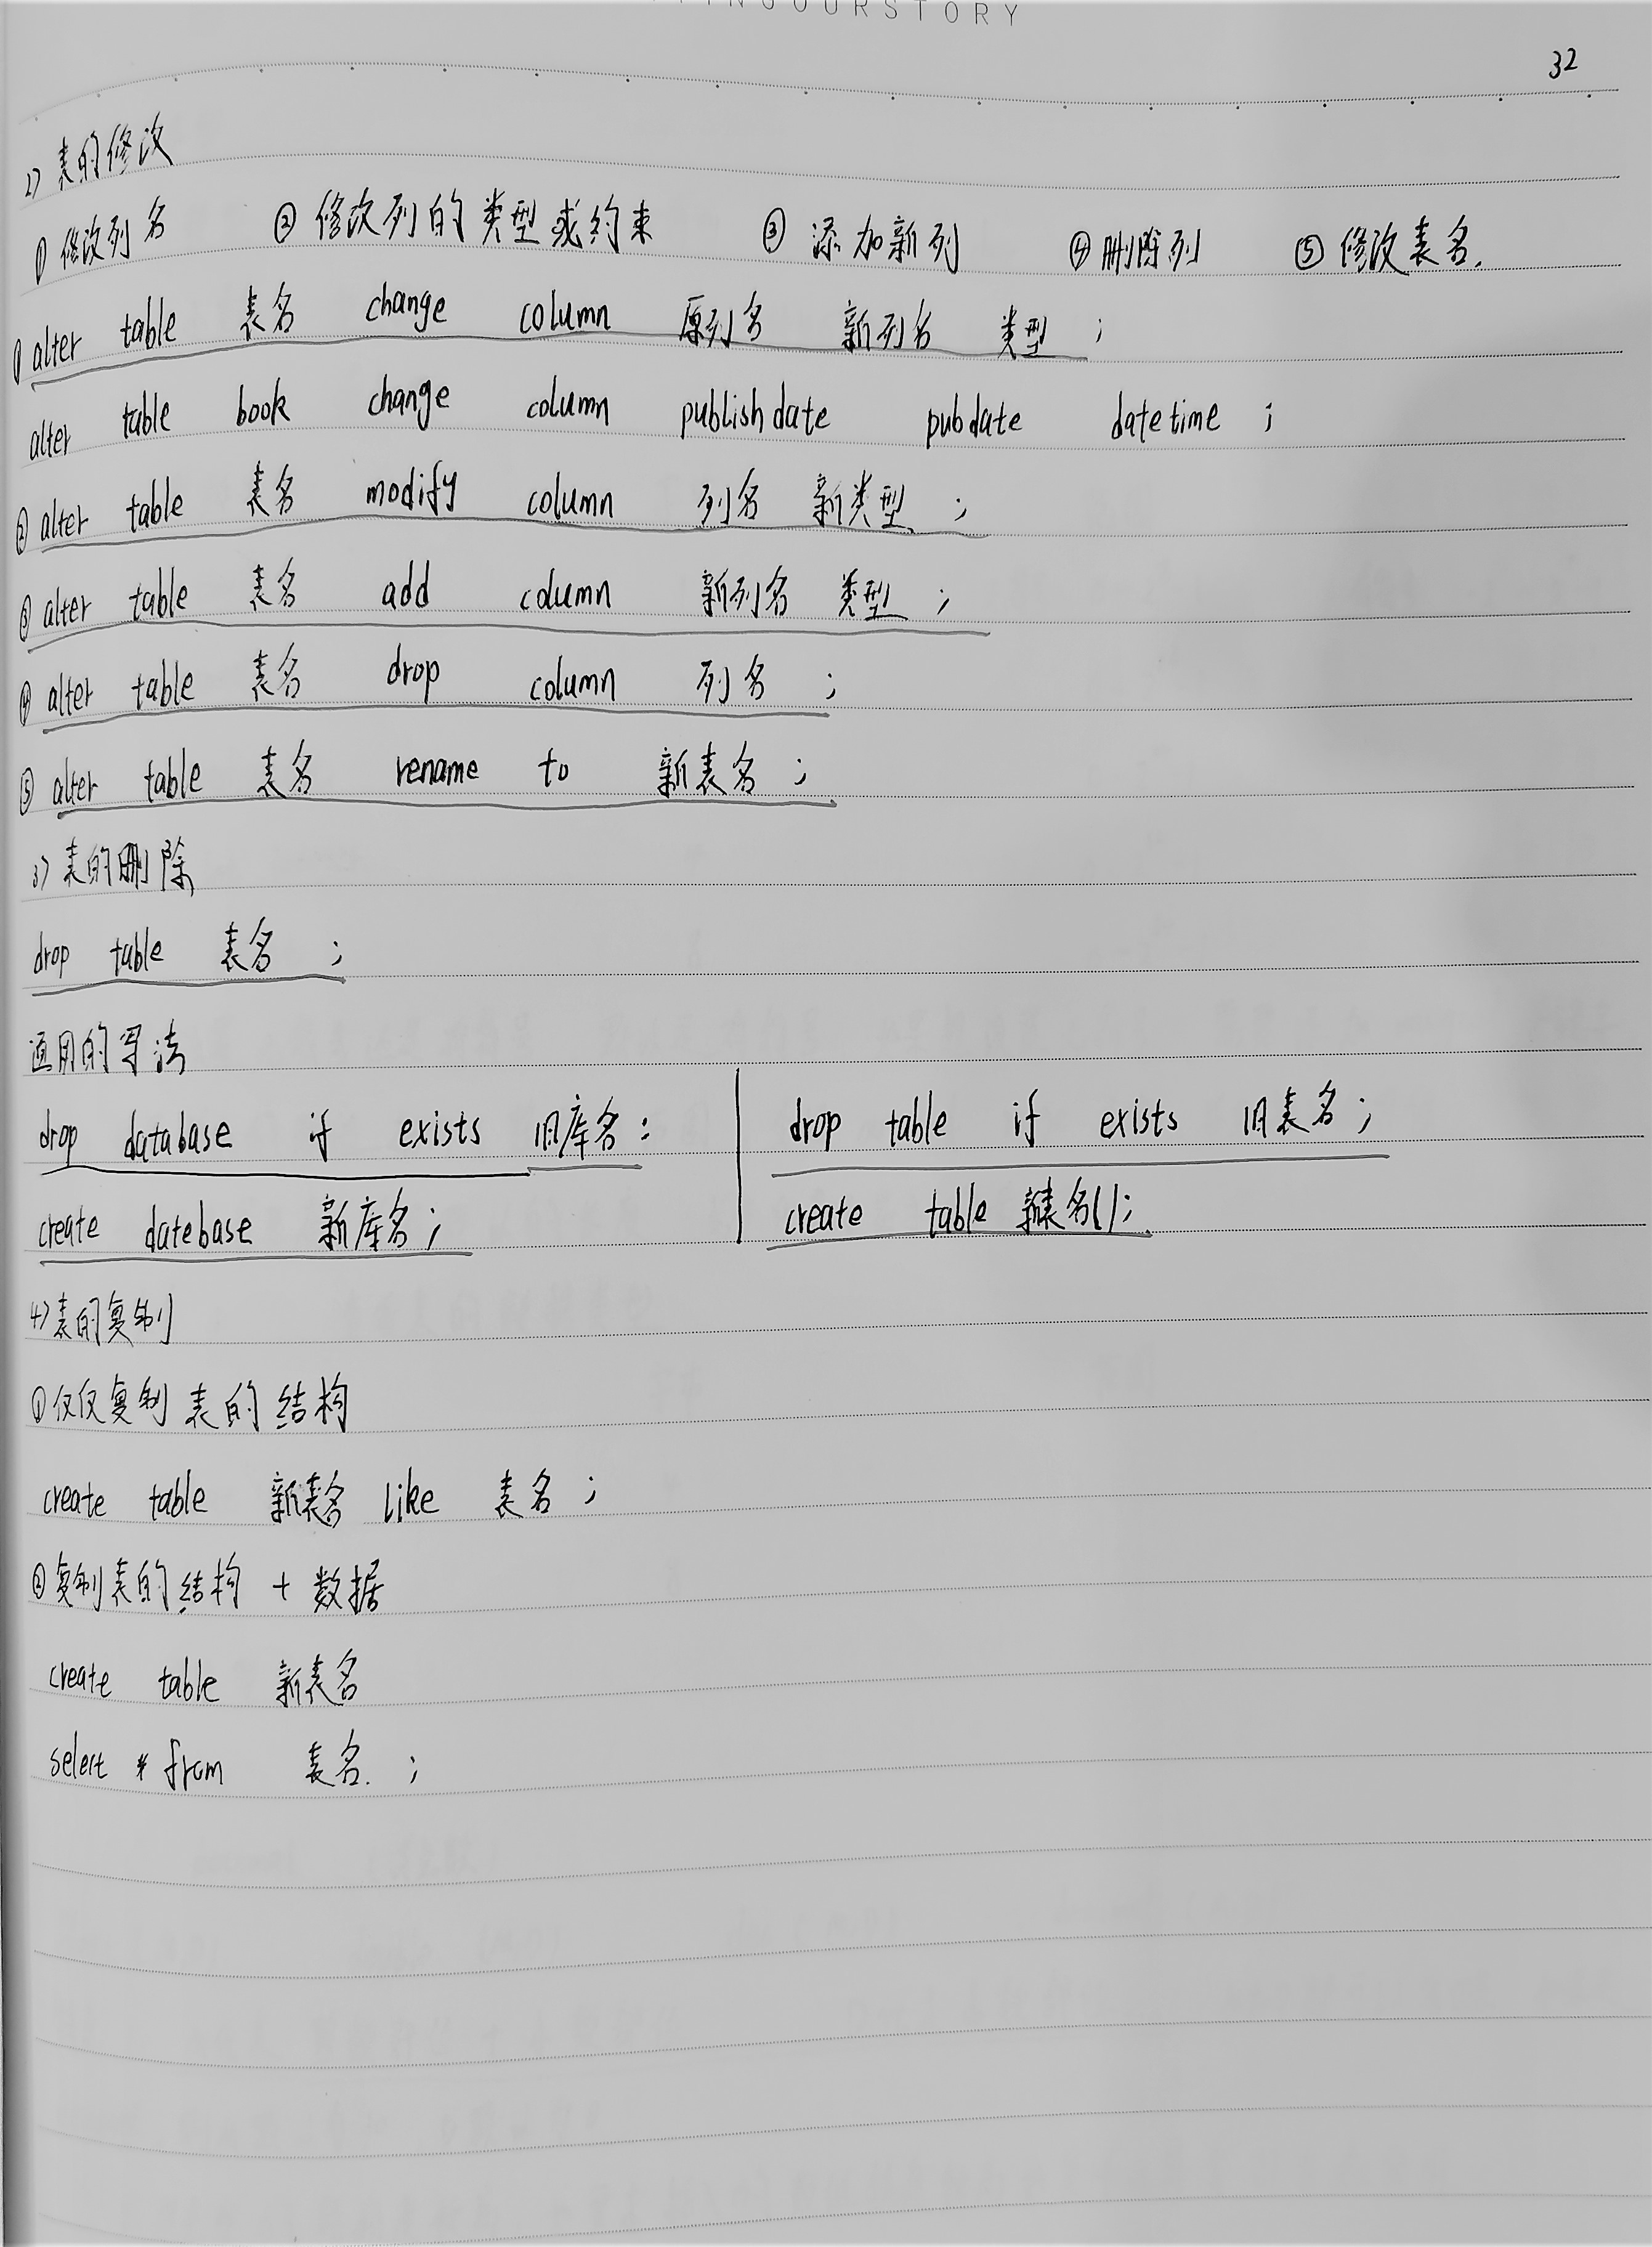 INGOURSTORY
32
2) 表的修改
① 修改列名 ② 修改列的类型或约束 ③ 添加新列 ④ 删除列 ⑤ 修改表名.
① alter table 表名 change column 原列名 新列名 类型 ;
alter table book change column publishdate pubdate datetime ;
② alter table 表名 modify column 列名 新类型 ;
③ alter table 表名 add column 新列名 类型 ;
④ alter table 表名 drop column 列名 ;
⑤ alter table 表名 rename to 新表名 ;
3) 表的删除
drop table 表名 ;
通用的写法
drop database if exists 旧库名 :
create datebase 新库名 ;
drop table if exists 旧表名 ;
create table 新表名();
4) 表的复制
① 仅仅复制表的结构
create table 新表名 like 表名 ;
② 复制表的结构 + 数据
create table 新表名
select * from 表名. ;